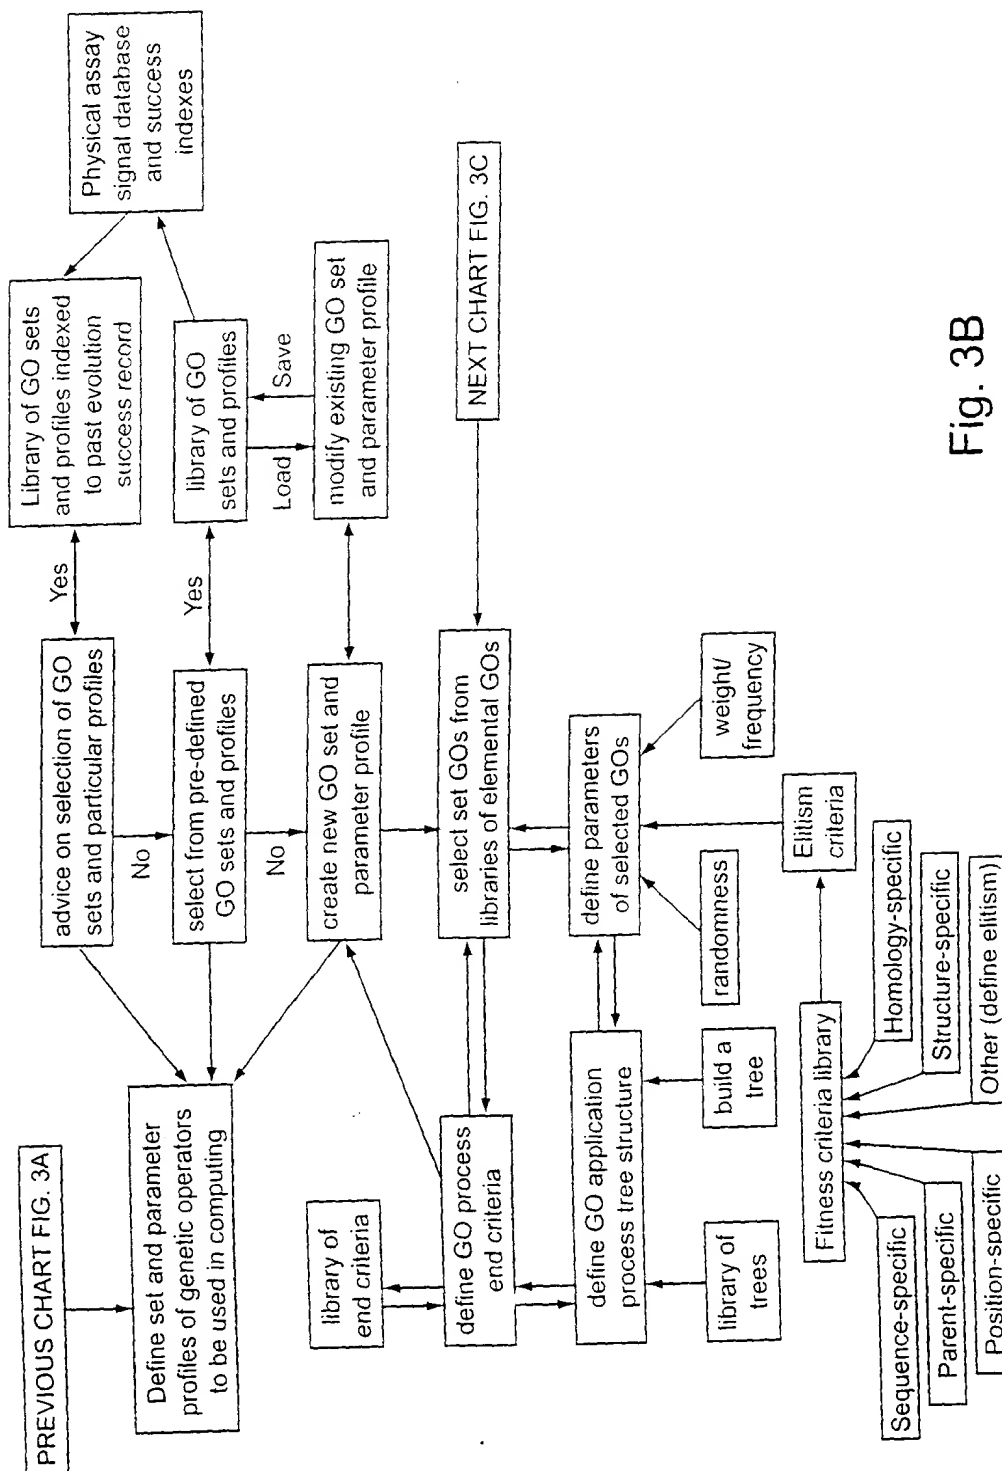 PREVIOUS CHART FIG. 3A
Define set and parameter
profiles of genetic operators
to be used in computing
advice on selection of GO
sets and particular profiles
Yes
Library of GO sets
and profiles indexed
to past evolution
success record
Physical assay
signal database
and success
indexes
No
select from pre-defined
GO sets and profiles
Yes
library of GO
sets and profiles
No
Load
Save
create new GO set and
parameter profile
modify existing GO set
and parameter profile
library of
end criteria
define GO process
end criteria
select set GOs from
libraries of elemental GOs
NEXT CHART FIG. 3C
define GO application
process tree structure
define parameters
of selected GOs
library of
trees
build a
tree
randomness
weight/
frequency
Elitism
criteria
Fitness criteria library
Sequence-specific
Parent-specific
Position-specific
Homology-specific
Structure-specific
Other (define elitism)
Fig. 3B